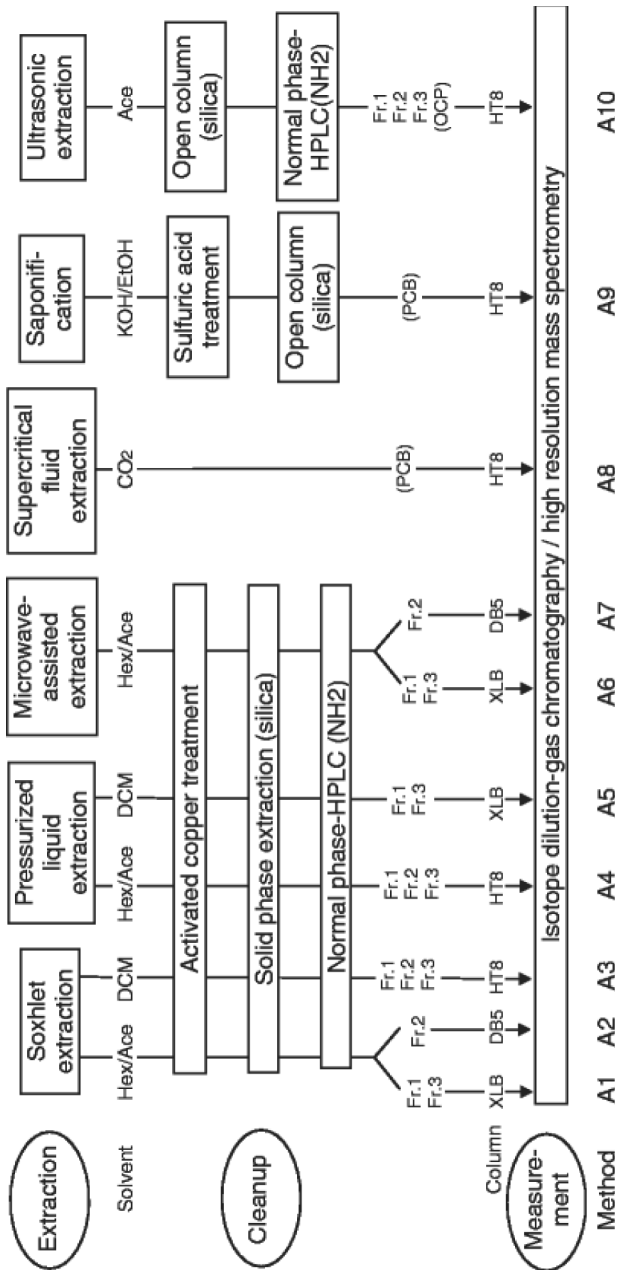 Extraction
Soxhlet
extraction
Pressurized
liquid
extraction
Microwave-
assisted
extraction
Supercritical
fluid
extraction
Saponifi-
cation
Ultrasonic
extraction
Solvent
Hex/Ace
DCM
Hex/Ace
DCM
Hex/Ace
CO2
KOH/EtOH
Ace
Cleanup
Activated copper treatment
Solid phase extraction (silica)
Normal phase-HPLC (NH2)
Sulfuric acid
treatment
Open column
(silica)
Open column
(silica)
Normal phase-
HPLC(NH2)
Fr.1
Fr.3
Fr.2
Fr.1
Fr.2
Fr.3
Fr.1
Fr.2
Fr.3
Fr.1
Fr.3
Fr.1
Fr.3
Fr.2
(PCB)
(PCB)
Fr.1
Fr.2
Fr.3
(OCP)
Column
XLB
DB5
HT8
HT8
XLB
XLB
DB5
HT8
HT8
HT8
Measure-
ment
Isotope dilution-gas chromatography / high resolution mass spectrometry
Method
A1
A2
A3
A4
A5
A6
A7
A8
A9
A10